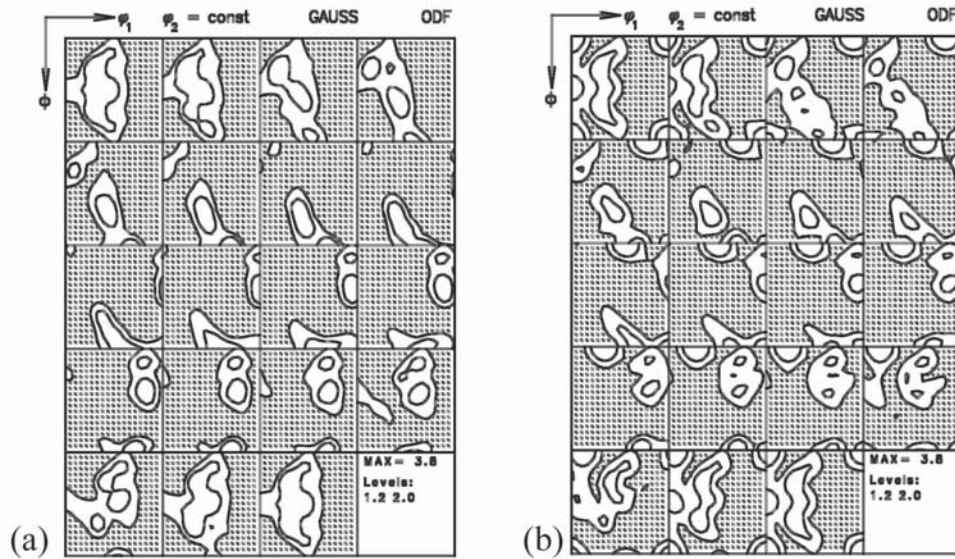 φ₁ φ₂ = const GAUSS ODF
Φ
MAX= 3.8
Levels:
1.2 2.0
(a)
φ₁ φ₂ = const GAUSS ODF
Φ
MAX= 3.8
Levels:
1.2 2.0
(b)